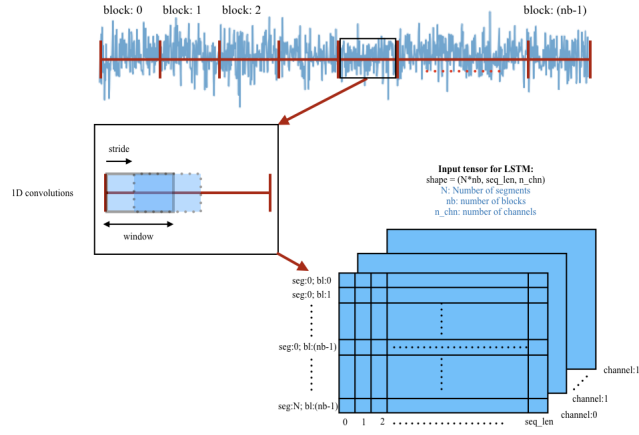 block: 0 block: 1 block: 2 block: (nb-1)
stride
window
1D convolutions
Input tensor for LSTM:
shape = (N*nb, seq_len, n_chn)
N: Number of segments
nb: number of blocks
n_chn: number of channels
seg:0; bl:0
seg:0; bl:1
seg:0; bl:(nb-1)
seg:N; bl:(nb-1)
0 1 2 seq_len
channel:0
channel:1
channel:1